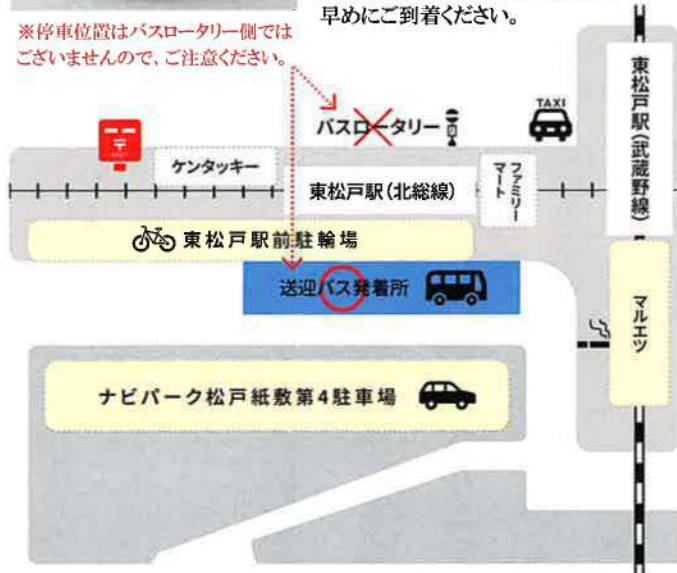 早めにご到着ください。
※停車位置はバスロータリー側では
ございませんので、ご注意ください。
TAXI
バスロータリー
東松戸駅(武蔵野線)
ケンタッキー
東松戸駅(北総線)
ファミリー
マート
東松戸駅前駐輪場
送迎バス発着所
マルエツ
ナビパーク松戸紙敷第4駐車場